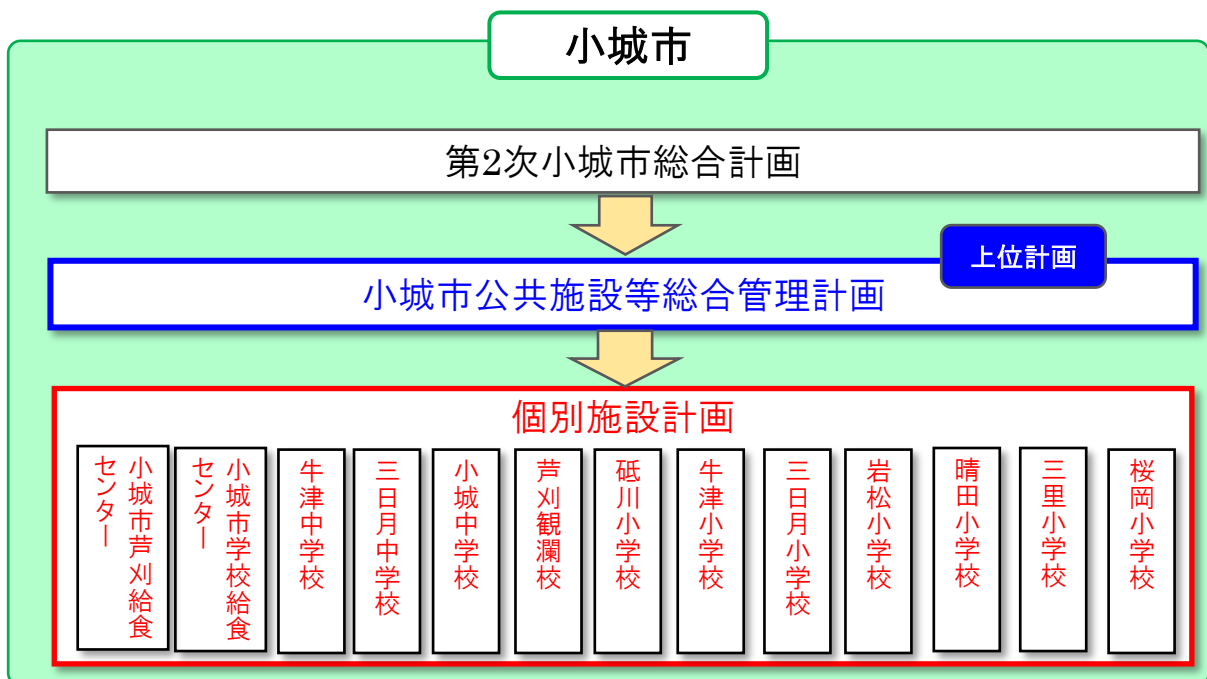 小城市
第2次小城市総合計画
上位計画
小城市公共施設等総合管理計画
個別施設計画
桜岡小学校
三里小学校
晴田小学校
岩松小学校
三日月小学校
牛津小学校
砥川小学校
芦刈観瀾校
小城中学校
三日月中学校
牛津中学校
小城市学校給食
センター
小城市芦刈給食
センター